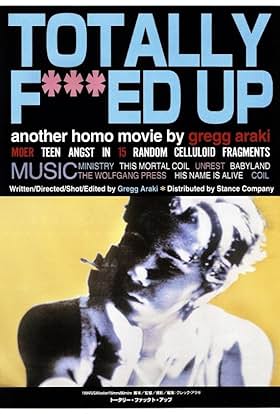 TOTALLY
F***ED UP
another homo movie by gregg araki
MOER TEEN ANGST IN 15 RANDOM CELLULOID FRAGMENTS
MUSIC MINISTRY THIS MORTAL COIL UNREST BABYLAND
THE WOLFGANG PRESS HIS NAME IS ALIVE COIL
Written/Directed/Shot/Edited by Gregg Araki * Distributed by Stance Company
トータリー・ファックト・アップ